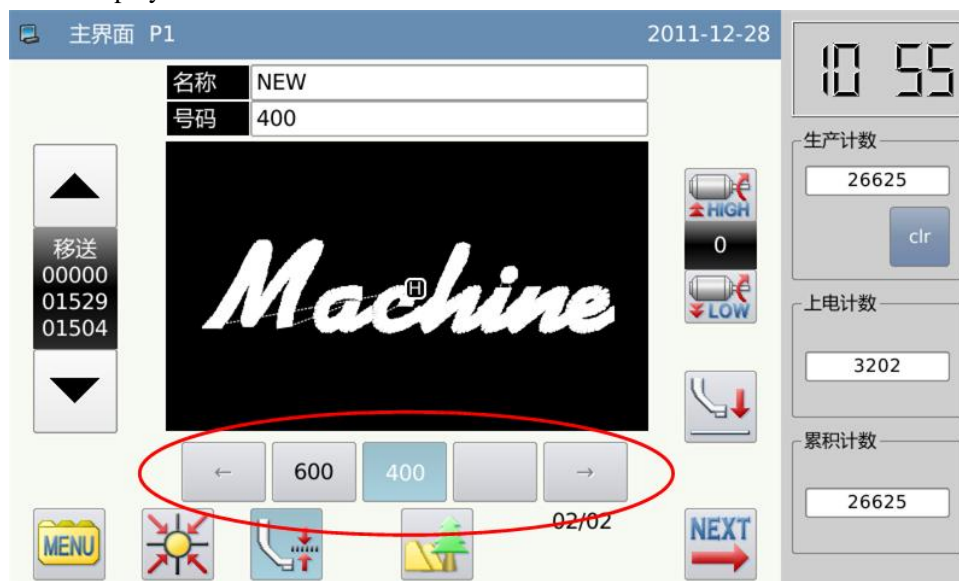 主界面 P1
2011-12-28
名称 NEW
号码 400
移送
00000
01529
01504
Machine
H
HIGH
0
LOW
← 600 400 →
02/02
MENU
NEXT
10 55
生产计数
26625
clr
上电计数
3202
累积计数
26625